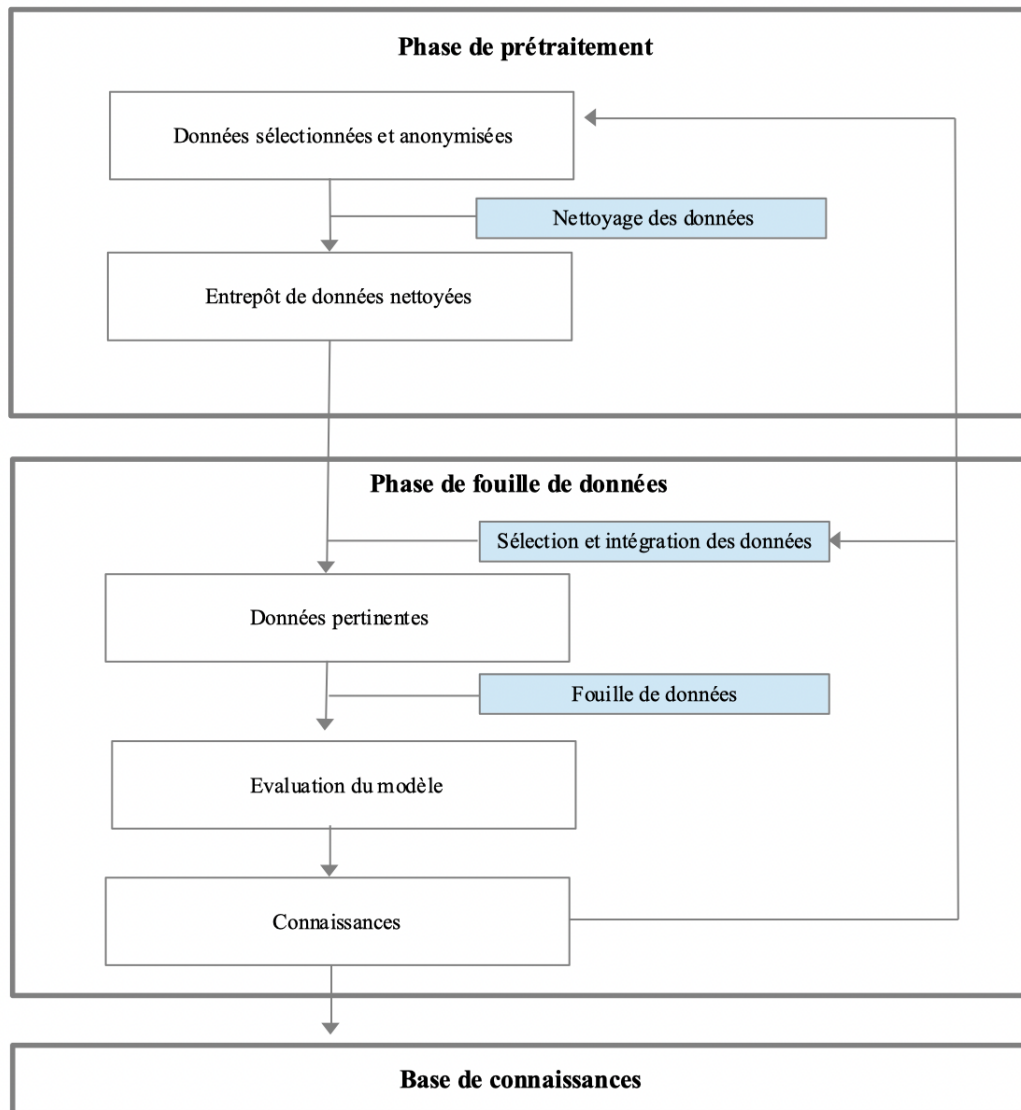 Phase de prétraitement
Données sélectionnées et anonymisées
Nettoyage des données
Entrepôt de données nettoyées
Phase de fouille de données
Sélection et intégration des données
Données pertinentes
Fouille de données
Evaluation du modèle
Connaissances
Base de connaissances